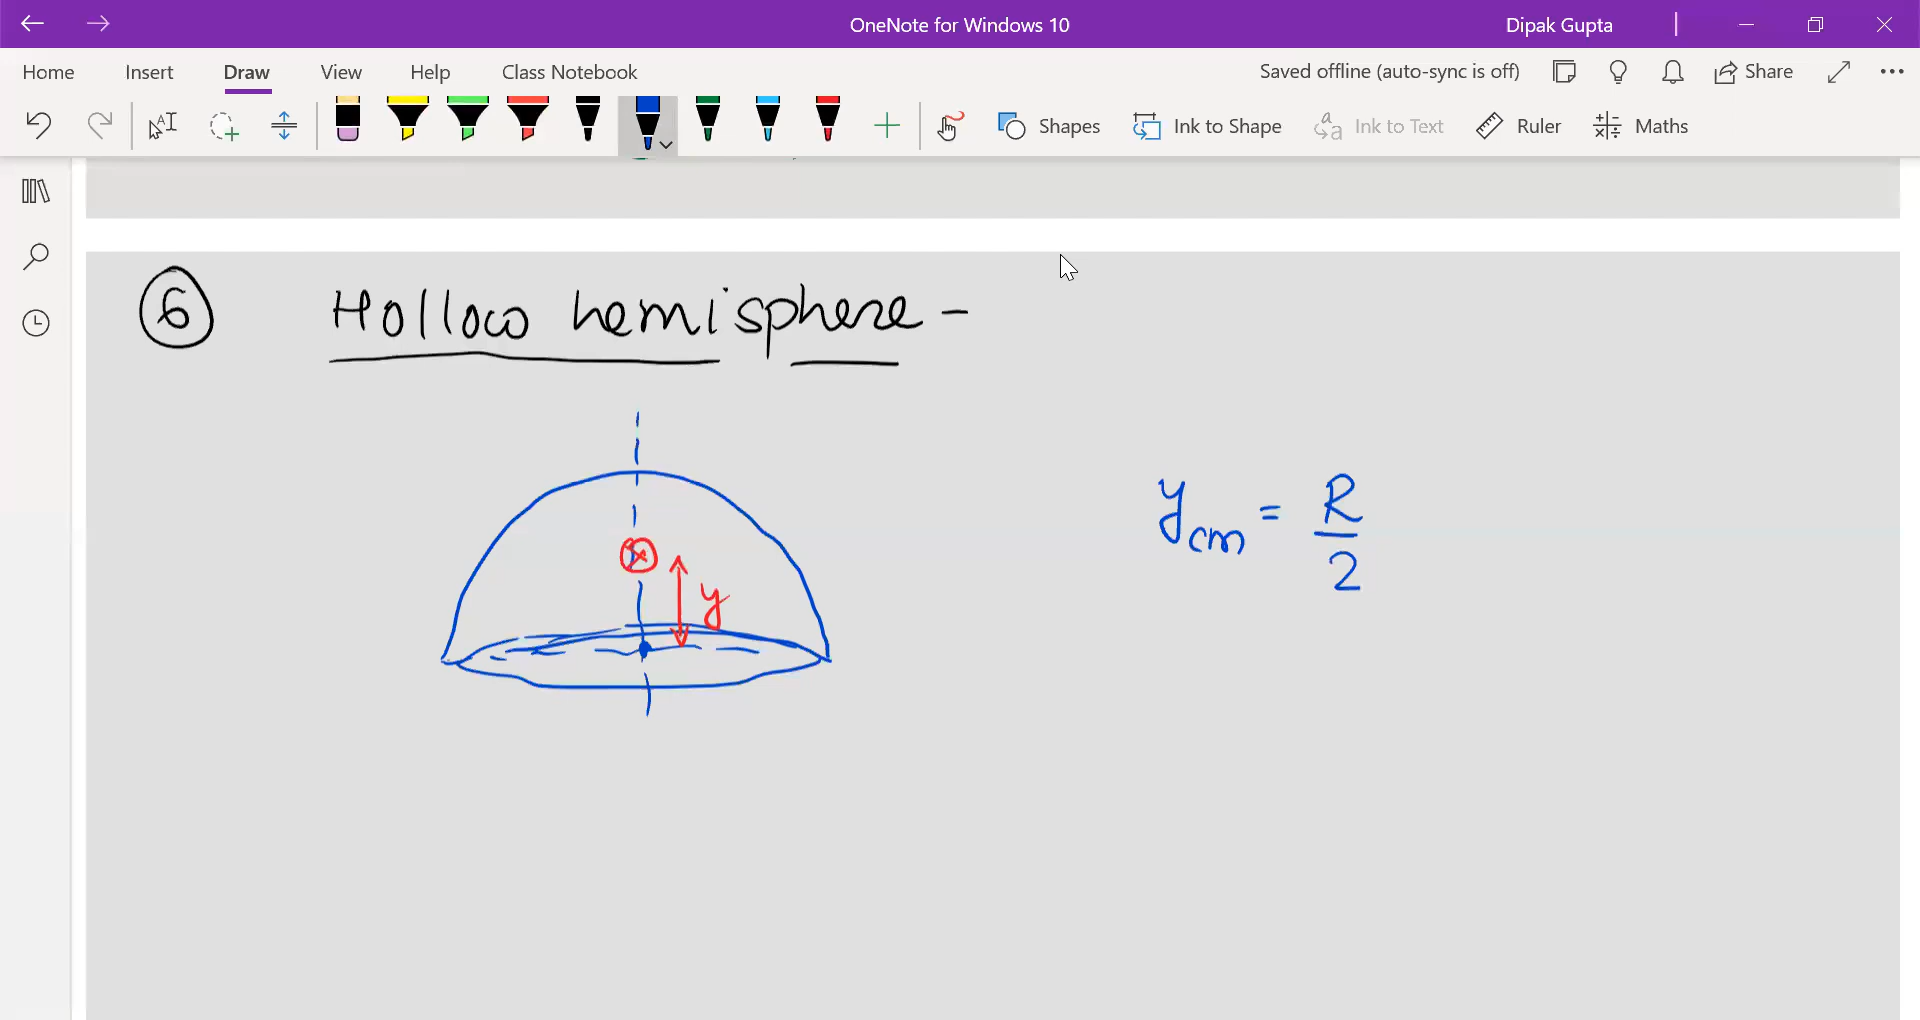 OneNote for Windows 10
Dipak Gupta
Home Insert Draw View Help Class Notebook
Saved offline (auto-sync is off) Share
Shapes Ink to Shape Ink to Text Ruler Maths
6 Hollow hemisphere -
y
y_cm = R/2